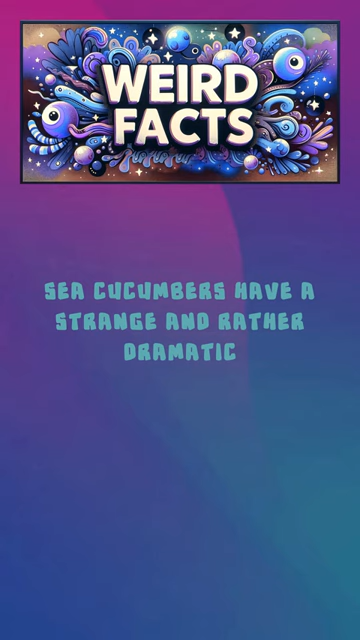 WEIRD
FACTS
SEA CUCUMBERS HAVE A
STRANGE AND RATHER
DRAMATIC